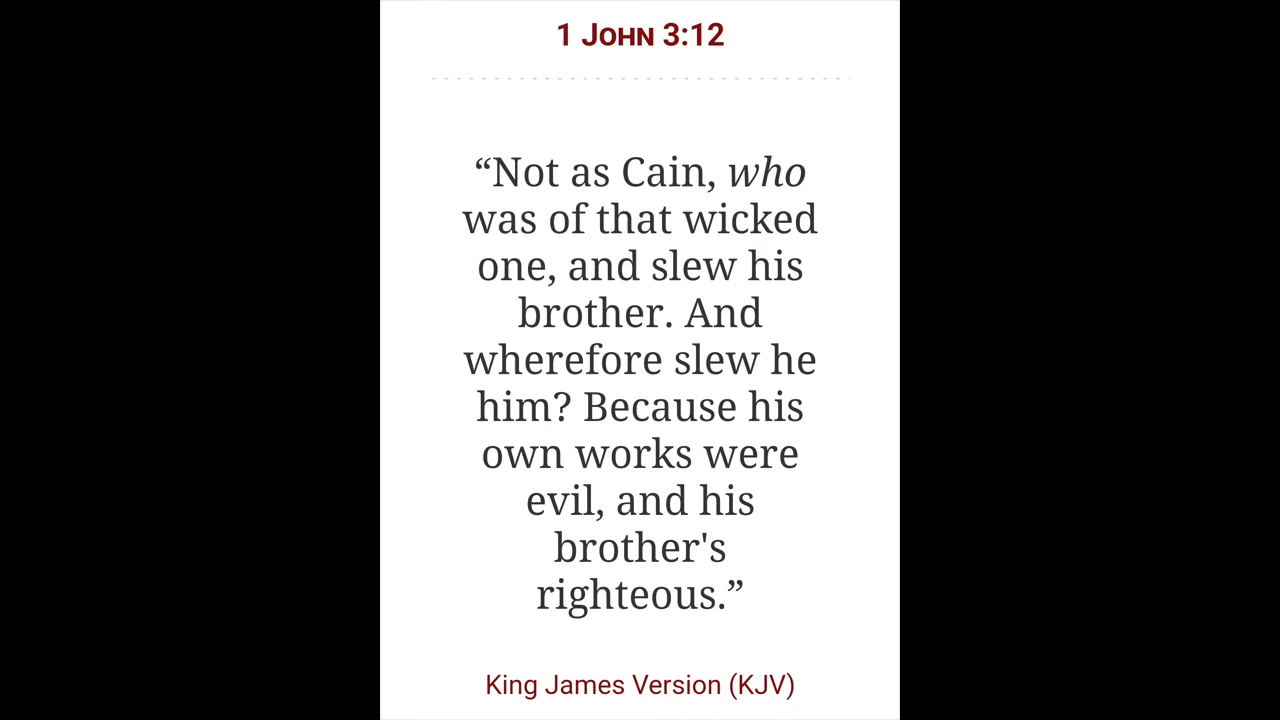 1 John 3:12
“Not as Cain, who
was of that wicked
one, and slew his
brother. And
wherefore slew he
him? Because his
own works were
evil, and his
brother's
righteous.”
King James Version (KJV)